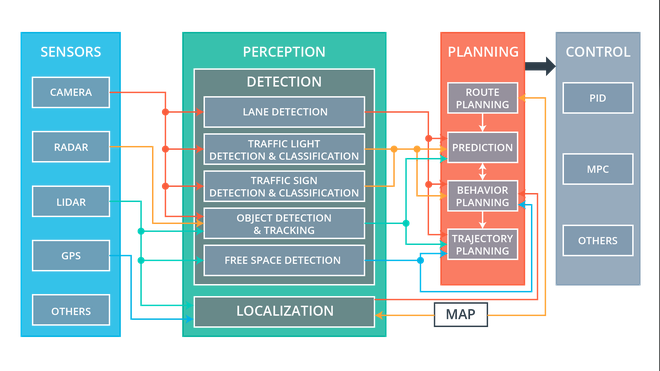 SENSORS
CAMERA
RADAR
LIDAR
GPS
OTHERS
PERCEPTION
DETECTION
LANE DETECTION
TRAFFIC LIGHT
DETECTION & CLASSIFICATION
TRAFFIC SIGN
DETECTION & CLASSIFICATION
OBJECT DETECTION
& TRACKING
FREE SPACE DETECTION
LOCALIZATION
PLANNING
ROUTE
PLANNING
PREDICTION
BEHAVIOR
PLANNING
TRAJECTORY
PLANNING
MAP
CONTROL
PID
MPC
OTHERS